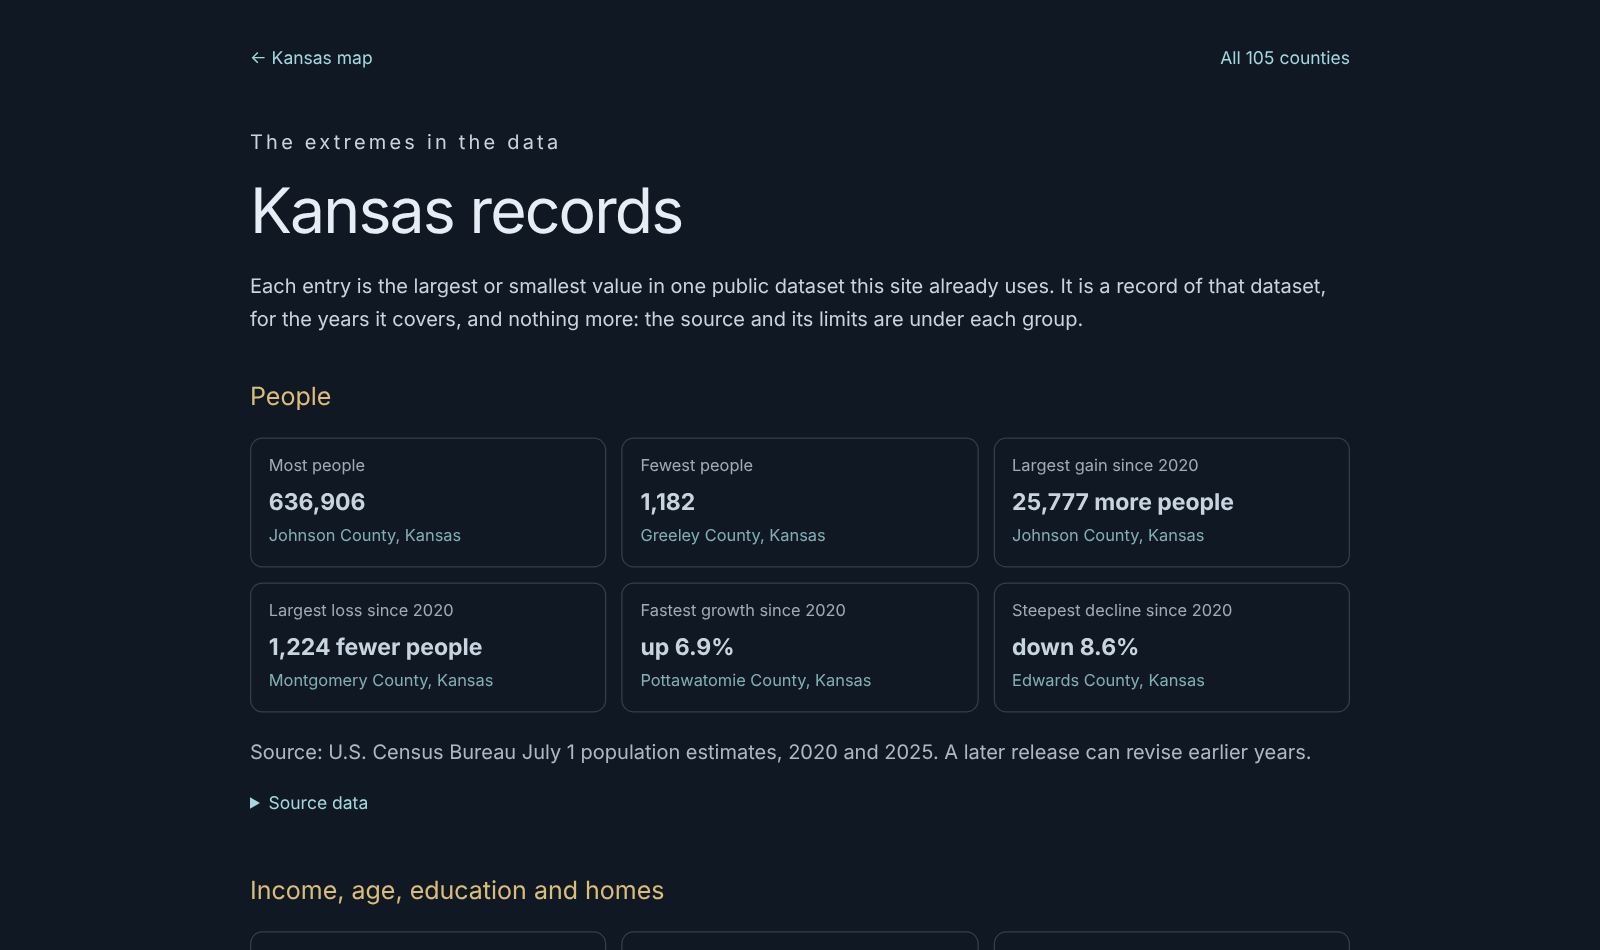 ← Kansas map
All 105 counties
The extremes in the data
Kansas records
Each entry is the largest or smallest value in one public dataset this site already uses. It is a record of that dataset,
for the years it covers, and nothing more: the source and its limits are under each group.
People
Most people
636,906
Johnson County, Kansas
Fewest people
1,182
Greeley County, Kansas
Largest gain since 2020
25,777 more people
Johnson County, Kansas
Largest loss since 2020
1,224 fewer people
Montgomery County, Kansas
Fastest growth since 2020
up 6.9%
Pottawatomie County, Kansas
Steepest decline since 2020
down 8.6%
Edwards County, Kansas
Source: U.S. Census Bureau July 1 population estimates, 2020 and 2025. A later release can revise earlier years.
▶ Source data
Income, age, education and homes